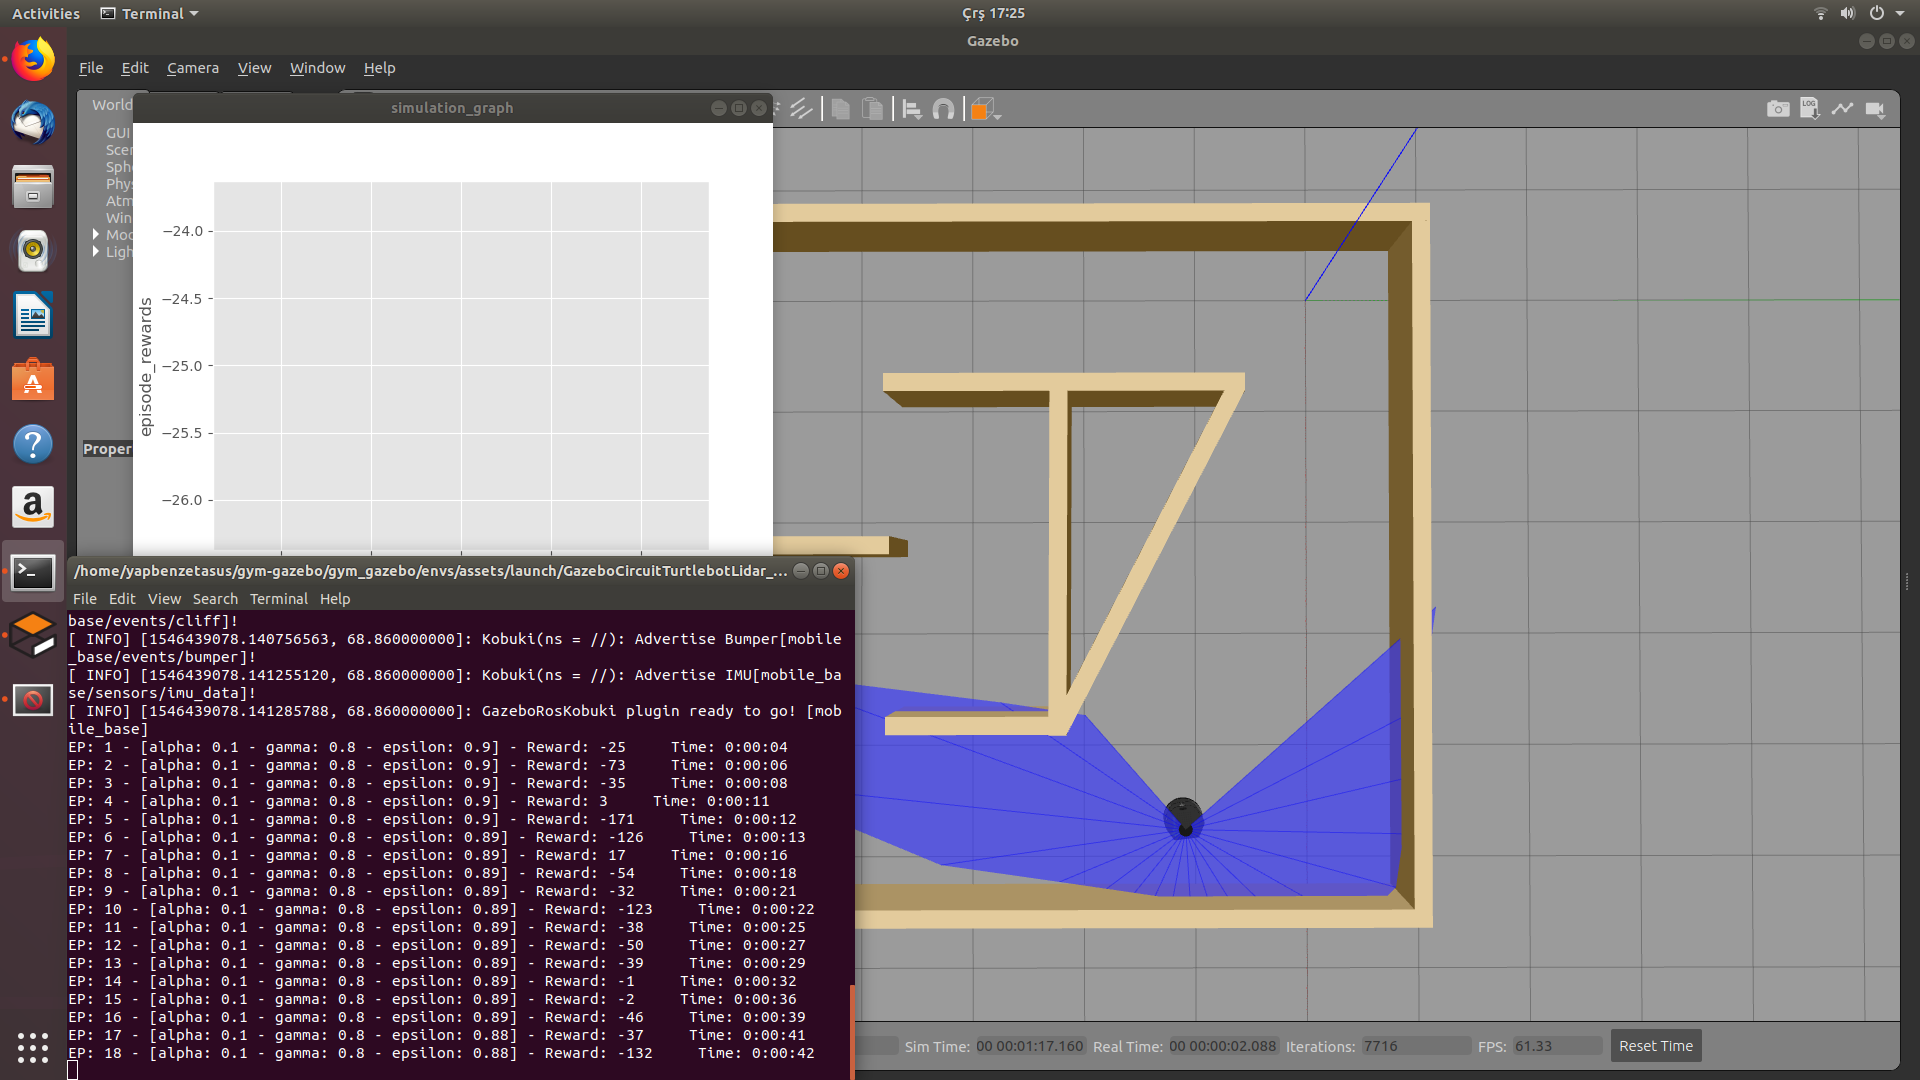 Activities Terminal Çrş 17:25
Gazebo
File Edit Camera View Window Help
World
simulation_graph
GUI
Scen
Sphe
Phys
Atm
Win
Mod
Ligh
Proper
−24.0
−24.5
−25.0
−25.5
−26.0
episode_rewards
LOG
/home/yapbenzetasus/gym-gazebo/gym_gazebo/envs/assets/launch/GazeboCircuitTurtlebotLidar_...
File Edit View Search Terminal Help
base/events/cliff]!
[ INFO] [1546439078.140756563, 68.860000000]: Kobuki(ns = //): Advertise Bumper[mobile
_base/events/bumper]!
[ INFO] [1546439078.141255120, 68.860000000]: Kobuki(ns = //): Advertise IMU[mobile_ba
se/sensors/imu_data]!
[ INFO] [1546439078.141285788, 68.860000000]: GazeboRosKobuki plugin ready to go! [mob
ile_base]
EP: 1 - [alpha: 0.1 - gamma: 0.8 - epsilon: 0.9] - Reward: -25 Time: 0:00:04
EP: 2 - [alpha: 0.1 - gamma: 0.8 - epsilon: 0.9] - Reward: -73 Time: 0:00:06
EP: 3 - [alpha: 0.1 - gamma: 0.8 - epsilon: 0.9] - Reward: -35 Time: 0:00:08
EP: 4 - [alpha: 0.1 - gamma: 0.8 - epsilon: 0.9] - Reward: 3 Time: 0:00:11
EP: 5 - [alpha: 0.1 - gamma: 0.8 - epsilon: 0.9] - Reward: -171 Time: 0:00:12
EP: 6 - [alpha: 0.1 - gamma: 0.8 - epsilon: 0.89] - Reward: -126 Time: 0:00:13
EP: 7 - [alpha: 0.1 - gamma: 0.8 - epsilon: 0.89] - Reward: 17 Time: 0:00:16
EP: 8 - [alpha: 0.1 - gamma: 0.8 - epsilon: 0.89] - Reward: -54 Time: 0:00:18
EP: 9 - [alpha: 0.1 - gamma: 0.8 - epsilon: 0.89] - Reward: -32 Time: 0:00:21
EP: 10 - [alpha: 0.1 - gamma: 0.8 - epsilon: 0.89] - Reward: -123 Time: 0:00:22
EP: 11 - [alpha: 0.1 - gamma: 0.8 - epsilon: 0.89] - Reward: -38 Time: 0:00:25
EP: 12 - [alpha: 0.1 - gamma: 0.8 - epsilon: 0.89] - Reward: -50 Time: 0:00:27
EP: 13 - [alpha: 0.1 - gamma: 0.8 - epsilon: 0.89] - Reward: -39 Time: 0:00:29
EP: 14 - [alpha: 0.1 - gamma: 0.8 - epsilon: 0.89] - Reward: -1 Time: 0:00:32
EP: 15 - [alpha: 0.1 - gamma: 0.8 - epsilon: 0.89] - Reward: -2 Time: 0:00:36
EP: 16 - [alpha: 0.1 - gamma: 0.8 - epsilon: 0.89] - Reward: -46 Time: 0:00:39
EP: 17 - [alpha: 0.1 - gamma: 0.8 - epsilon: 0.88] - Reward: -37 Time: 0:00:41
EP: 18 - [alpha: 0.1 - gamma: 0.8 - epsilon: 0.88] - Reward: -132 Time: 0:00:42
Sim Time: 00 00:01:17.160 Real Time: 00 00:00:02.088 Iterations: 7716 FPS: 61.33 Reset Time